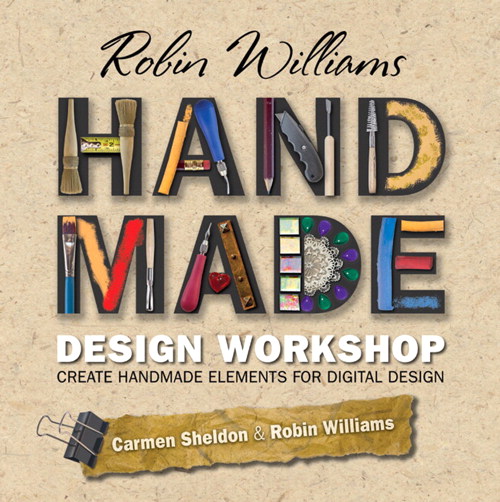 Robin Williams
HAND
MADE
DESIGN WORKSHOP
CREATE HANDMADE ELEMENTS FOR DIGITAL DESIGN
Carmen Sheldon & Robin Williams